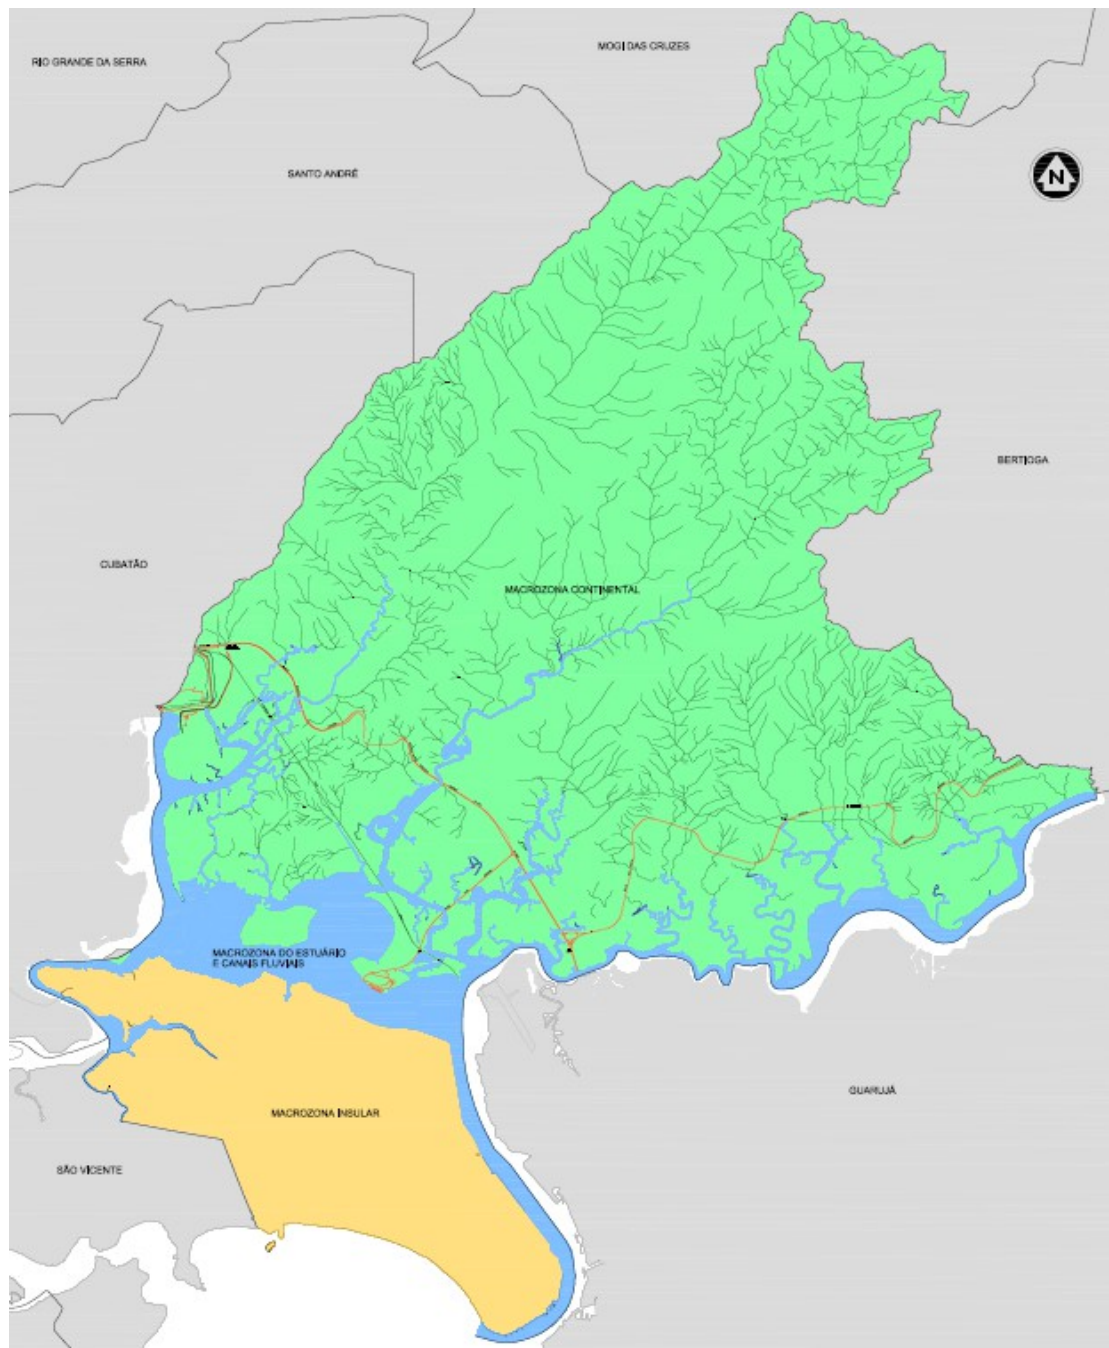 MOGI DAS CRUZES
RIO GRANDE DA SERRA
SANTO ANDRÉ
N
BERTIOGA
CUBATÃO
MACROZONA CONTINENTAL
MACROZONA DO ESTUÁRIO
E CANAIS FLUVIAIS
GUARUJÁ
MACROZONA INSULAR
SÃO VICENTE